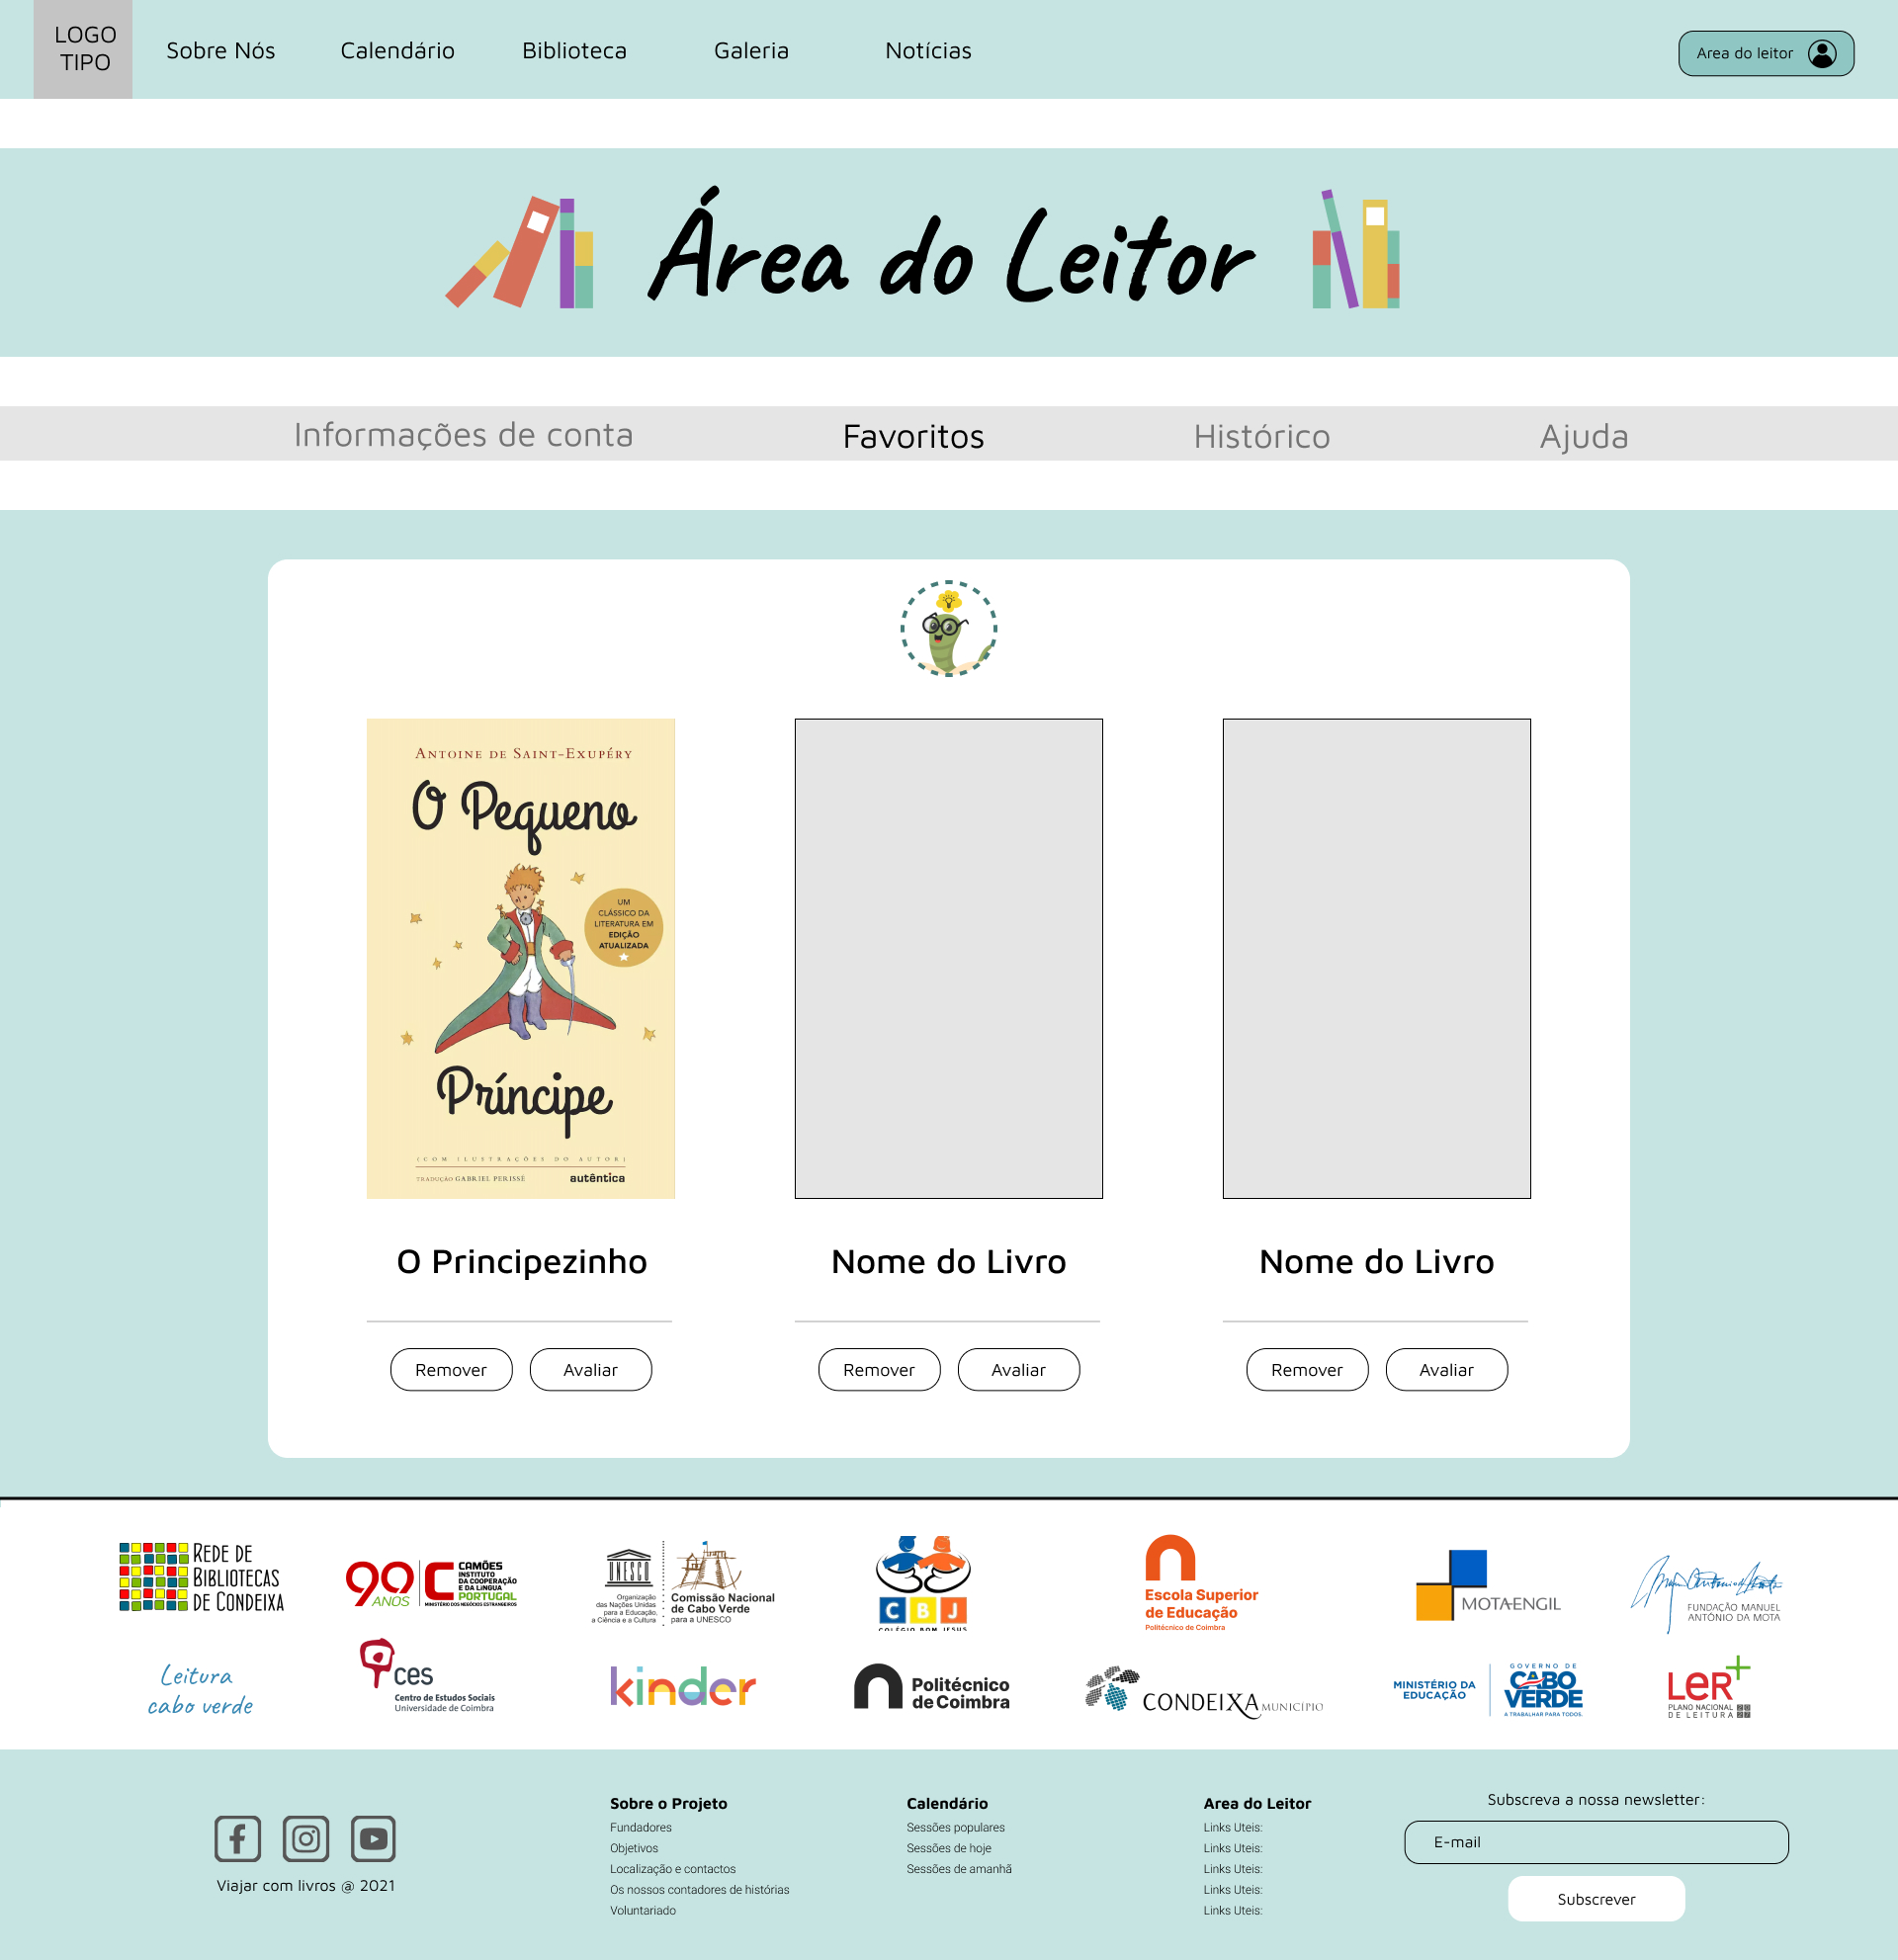 LOGO
TIPO
Sobre Nós
Calendário
Biblioteca
Galeria
Notícias
Area do leitor
Área do Leitor
Informações de conta
Favoritos
Histórico
Ajuda
ANTOINE DE SAINT-EXUPÉRY
O Pequeno
UM
CLÁSSICO DA
LITERATURA EM
EDIÇÃO
ATUALIZADA
Príncipe
(COM ILUSTRAÇÕES DO AUTOR)
TRADUÇÃO GABRIEL PERISSÉ
autêntica
O Principezinho
Nome do Livro
Nome do Livro
Remover
Avaliar
Remover
Avaliar
Remover
Avaliar
REDE DE
BIBLIOTECAS
DE CONDEIXA
90 ANOS
CAMÕES
INSTITUTO
DA COOPERAÇÃO
E DA LÍNGUA
PORTUGAL
MINISTÉRIO DOS NEGÓCIOS ESTRANGEIROS
UNESCO
Organização
das Nações Unidas
para a Educação,
a Ciência e a Cultura
Comissão Nacional
de Cabo Verde
para a UNESCO
CBJ
COLÉGIO BOM JESUS
Escola Superior
de Educação
Politécnico de Coimbra
MOTAENGIL
FUNDAÇÃO MANUEL
ANTÓNIO DA MOTA
Leitura
cabo verde
ces
Centro de Estudos Sociais
Universidade de Coimbra
kinder
Politécnico
de Coimbra
CONDEIXA MUNICÍPIO
MINISTÉRIO DA
EDUCAÇÃO
GOVERNO DE
CABO
VERDE
A TRABALHAR PARA TODOS.
LER+
PLANO NACIONAL
DE LEITURA
Viajar com livros @ 2021
Sobre o Projeto
Fundadores
Objetivos
Localização e contactos
Os nossos contadores de histórias
Voluntariado
Calendário
Sessões populares
Sessões de hoje
Sessões de amanhã
Area do Leitor
Links Uteis:
Links Uteis:
Links Uteis:
Links Uteis:
Links Uteis:
Subscreva a nossa newsletter:
E-mail
Subscrever